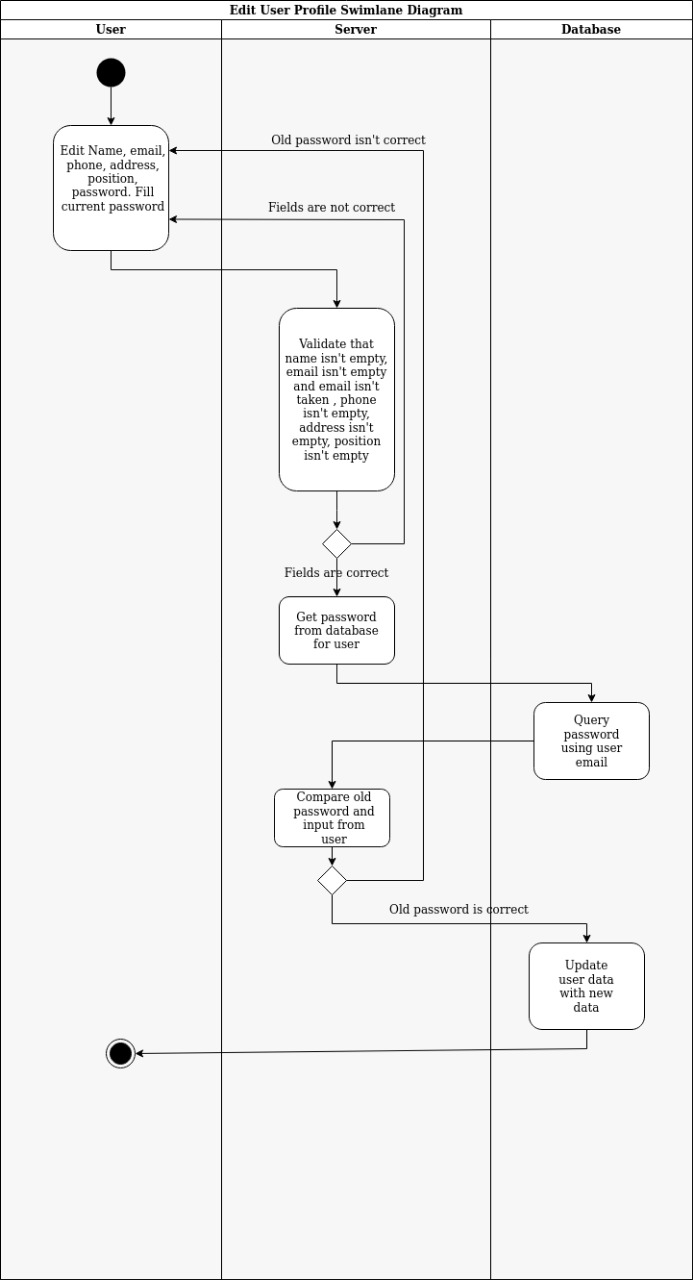 Edit User Profile Swimlane Diagram
User
Server
Database
Old password isn't correct
Edit Name, email,
phone, address,
position,
password. Fill
current password
Fields are not correct
Validate that
name isn't empty,
email isn't empty
and email isn't
taken , phone
isn't empty,
address isn't
empty, position
isn't empty
Fields are correct
Get password
from database
for user
Query
password
using user
email
Compare old
password and
input from
user
Old password is correct
Update
user data
with new
data